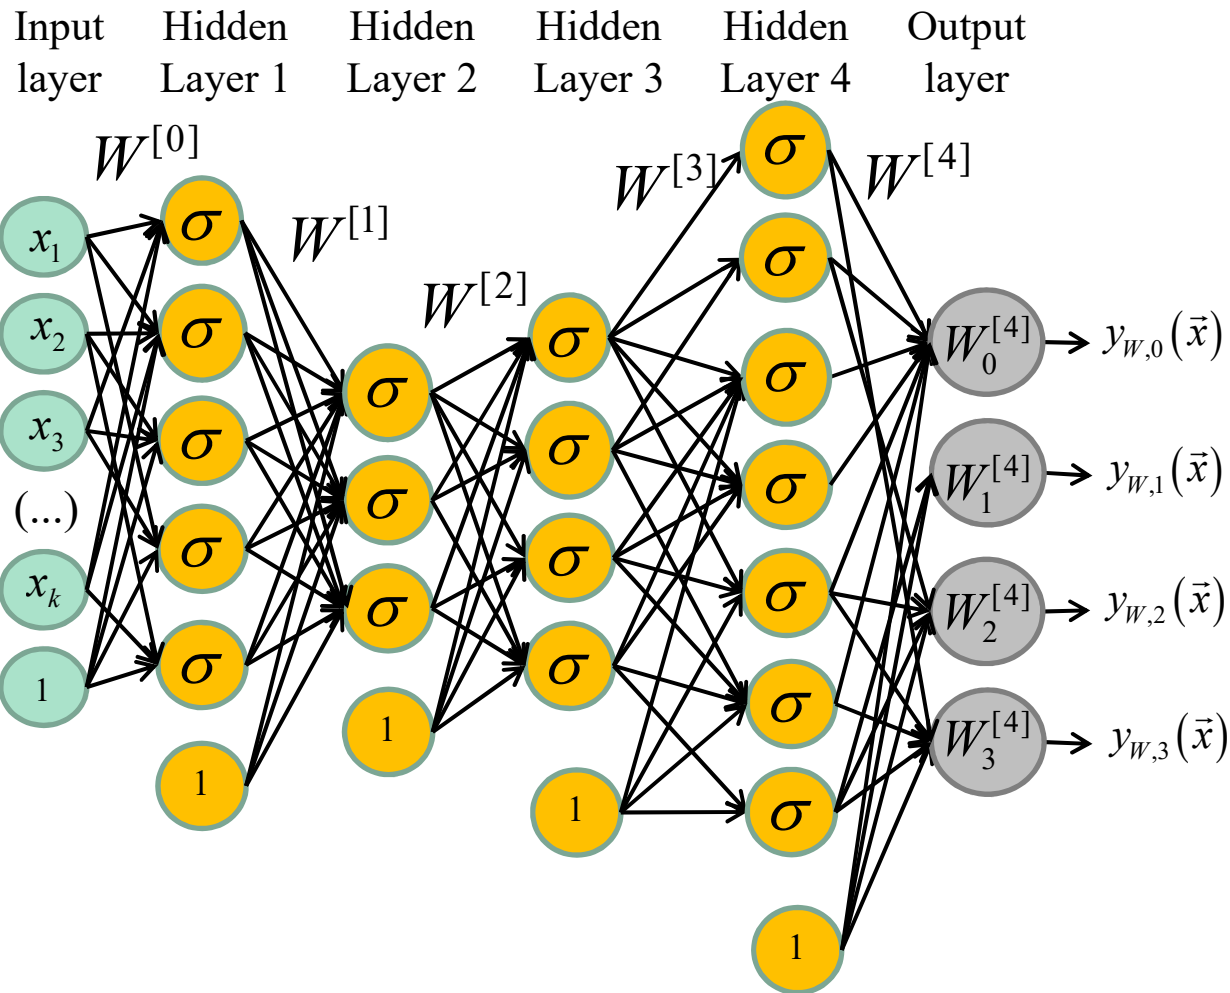 Input layer
Hidden Layer 1
Hidden Layer 2
Hidden Layer 3
Hidden Layer 4
Output layer
W^[0]
W^[1]
W^[2]
W^[3]
W^[4]
x_1
x_2
x_3
(...)
x_k
1
σ
σ
σ
σ
σ
1
σ
σ
σ
1
σ
σ
σ
σ
1
σ
σ
σ
σ
σ
σ
σ
1
W_0^[4]
W_1^[4]
W_2^[4]
W_3^[4]
y_{W,0}(x⃗)
y_{W,1}(x⃗)
y_{W,2}(x⃗)
y_{W,3}(x⃗)